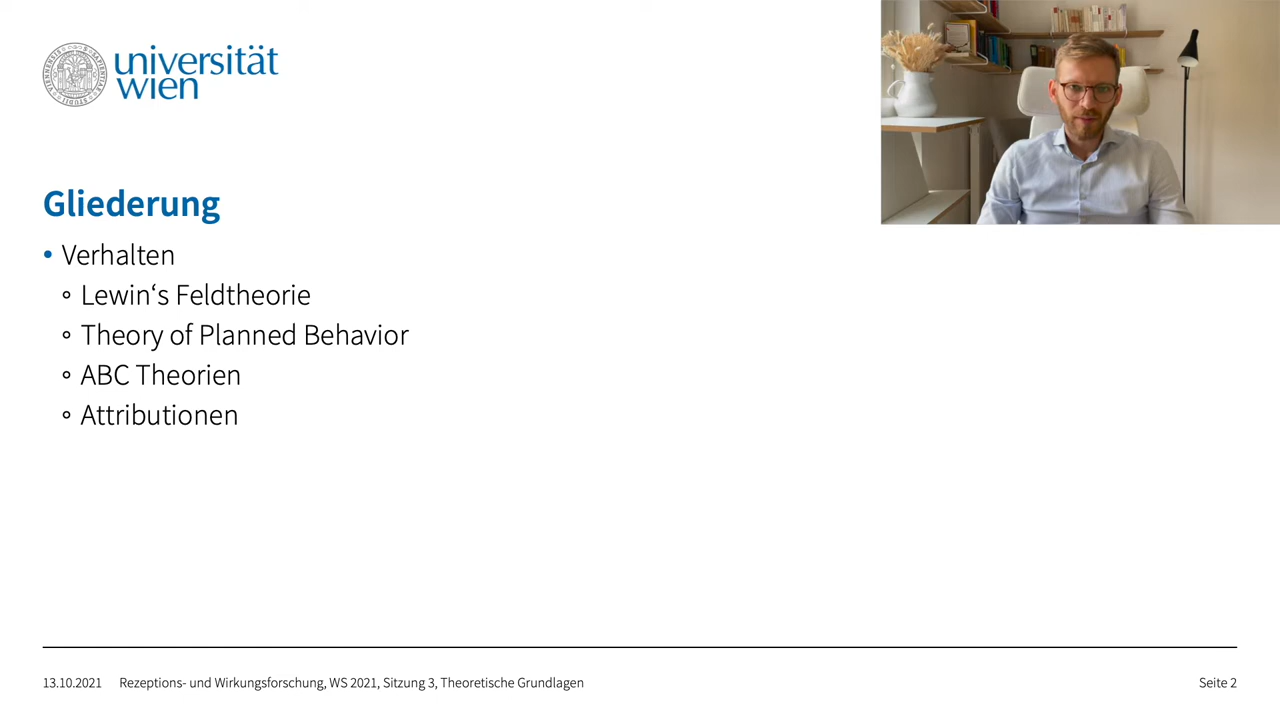 universität
wien
Gliederung
• Verhalten
◦ Lewin‘s Feldtheorie
◦ Theory of Planned Behavior
◦ ABC Theorien
◦ Attributionen
13.10.2021 Rezeptions- und Wirkungsforschung, WS 2021, Sitzung 3, Theoretische Grundlagen Seite 2